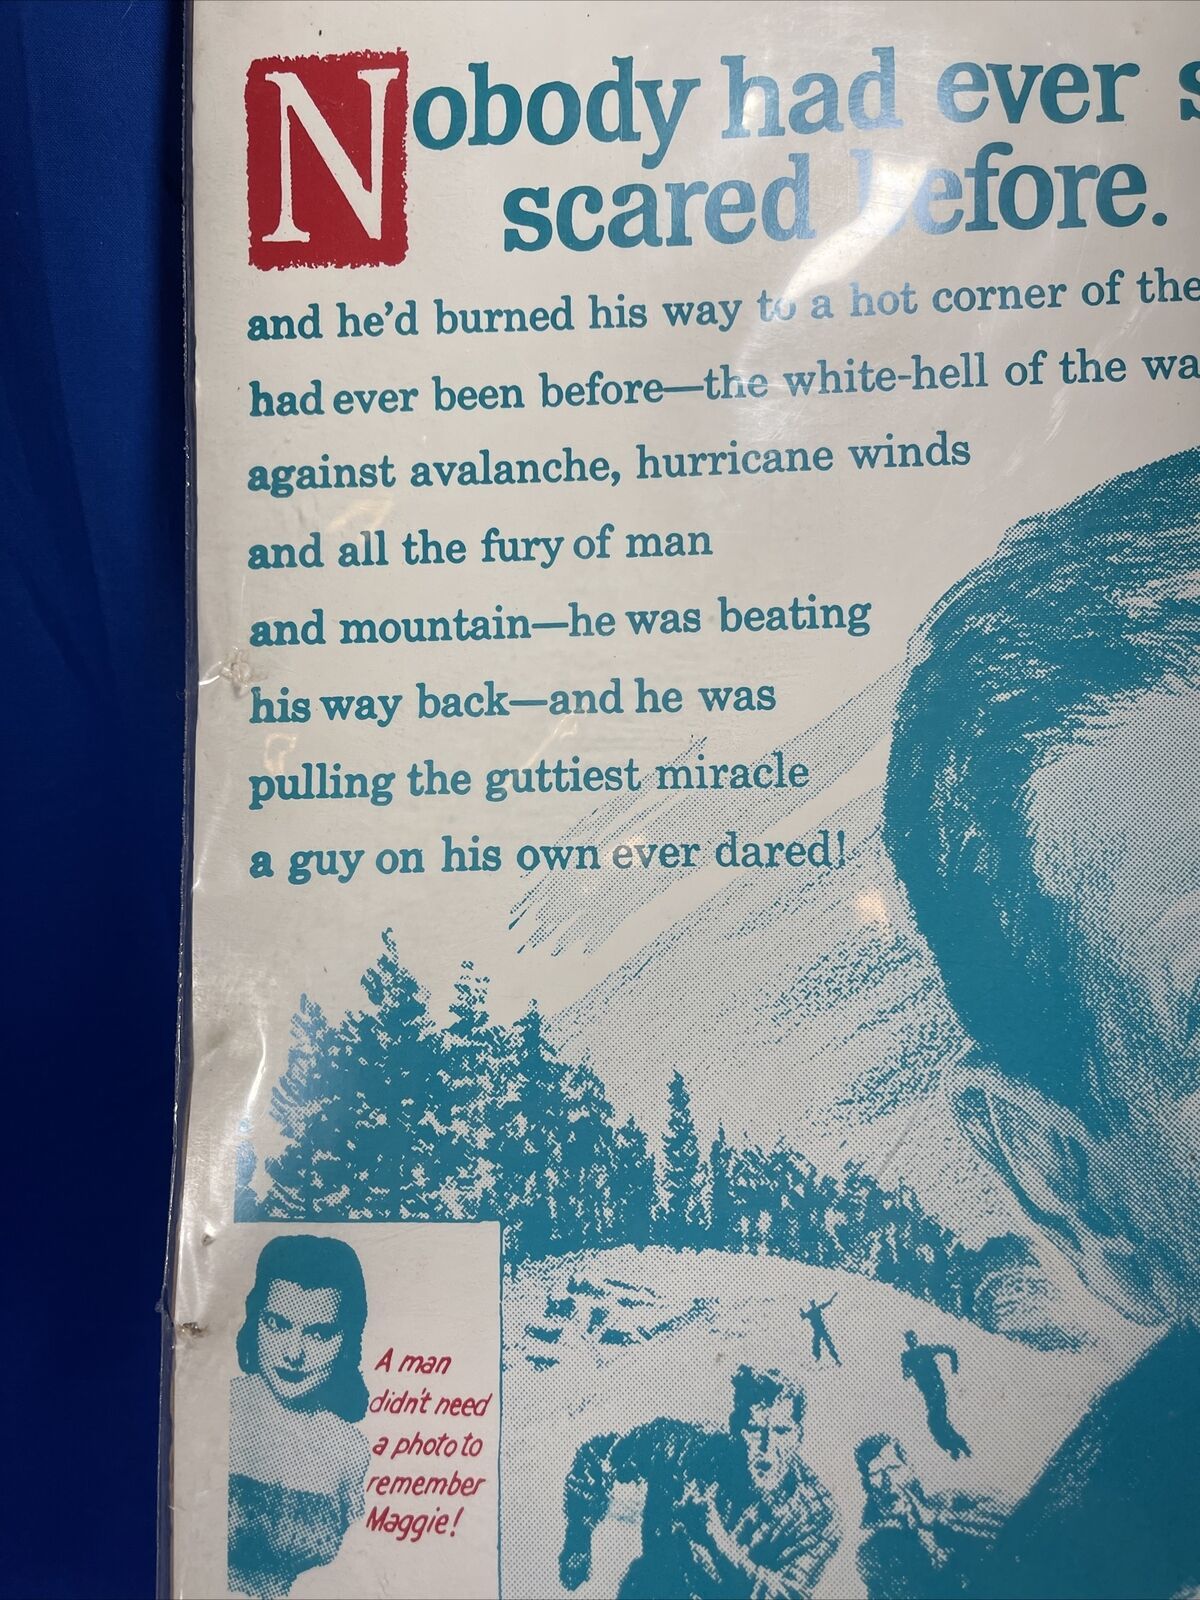 Nobody had ever s
scared before.
and he'd burned his way to a hot corner of the
had ever been before—the white-hell of the wa
against avalanche, hurricane winds
and all the fury of man
and mountain—he was beating
his way back—and he was
pulling the guttiest miracle
a guy on his own ever dared!
A man
didn't need
a photo to
remember
Maggie!